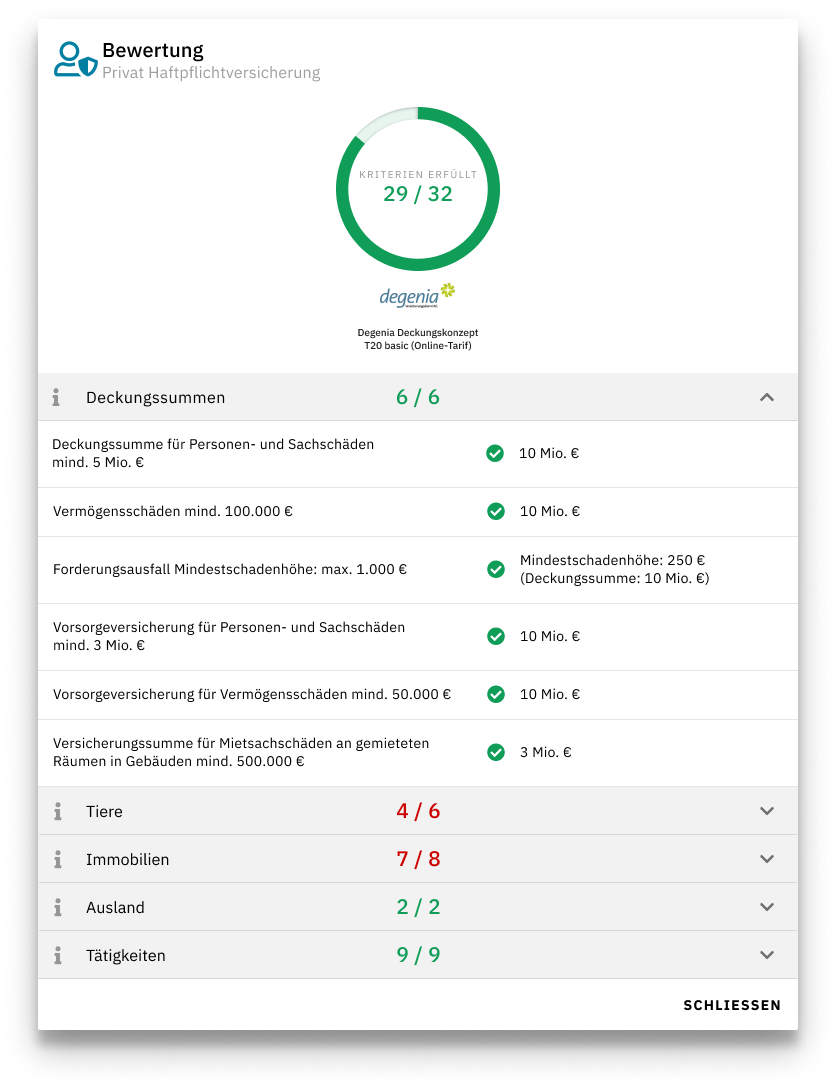 Bewertung
Privat Haftpflichtversicherung
KRITERIEN ERFÜLLT
29 / 32
degenia
Degenia Deckungskonzept
T20 basic (Online-Tarif)
Deckungssummen 6 / 6
Deckungssumme für Personen- und Sachschäden
mind. 5 Mio. €
10 Mio. €
Vermögensschäden mind. 100.000 € 10 Mio. €
Forderungsausfall Mindestschadenhöhe: max. 1.000 €
Mindestschadenhöhe: 250 €
(Deckungssumme: 10 Mio. €)
Vorsorgeversicherung für Personen- und Sachschäden
mind. 3 Mio. €
10 Mio. €
Vorsorgeversicherung für Vermögensschäden mind. 50.000 € 10 Mio. €
Versicherungssumme für Mietsachschäden an gemieteten
Räumen in Gebäuden mind. 500.000 €
3 Mio. €
Tiere 4 / 6
Immobilien 7 / 8
Ausland 2 / 2
Tätigkeiten 9 / 9
SCHLIESSEN